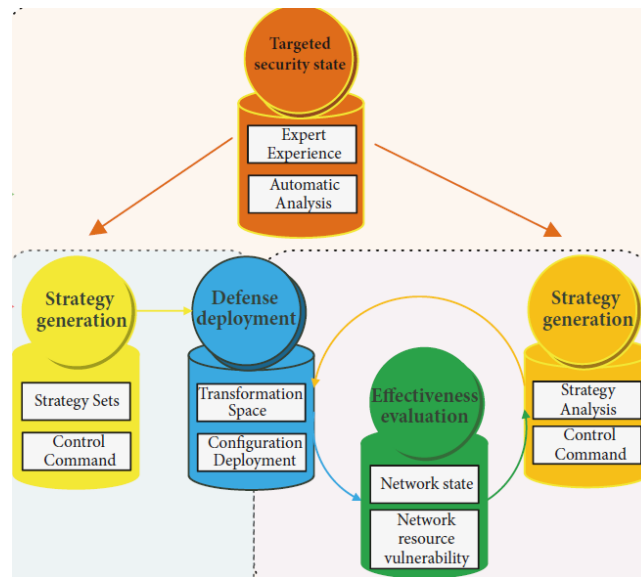 Targeted
security state
Expert
Experience
Automatic
Analysis
Strategy
generation
Strategy Sets
Control
Command
Defense
deployment
Transformation
Space
Configuration
Deployment
Effectiveness
evaluation
Network state
Network
resource
vulnerability
Strategy
generation
Strategy
Analysis
Control
Command